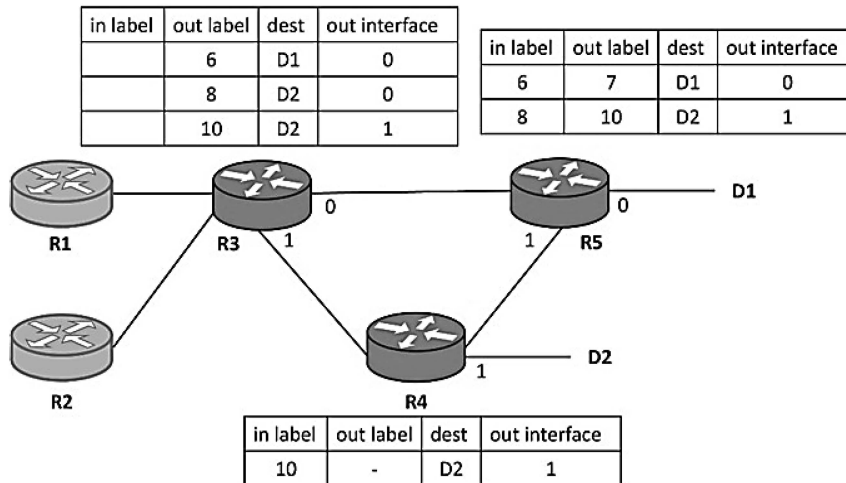 in label out label dest out interface
6 D1 0
8 D2 0
10 D2 1
in label out label dest out interface
6 7 D1 0
8 10 D2 1
R1
R3
0
1
R5
0
1
D1
R2
R4
1
D2
in label out label dest out interface
10 - D2 1